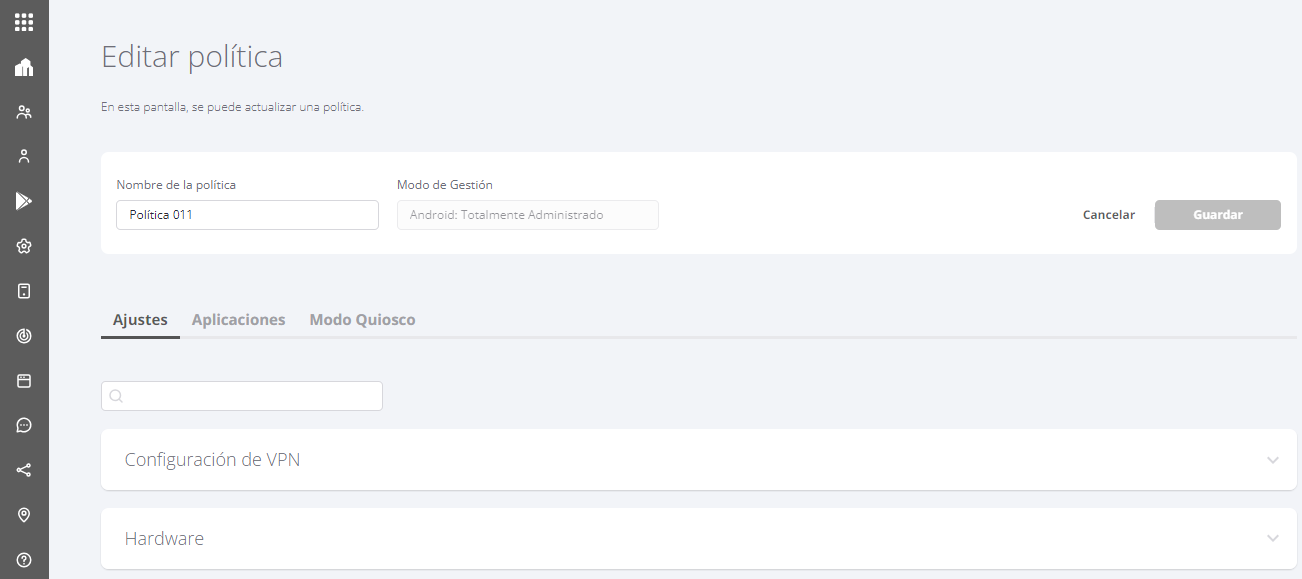 Editar política
En esta pantalla, se puede actualizar una política.
Nombre de la política
Modo de Gestión
Política 011
Android: Totalmente Administrado
Cancelar
Guardar
Ajustes
Aplicaciones
Modo Quiosco
Configuración de VPN
Hardware